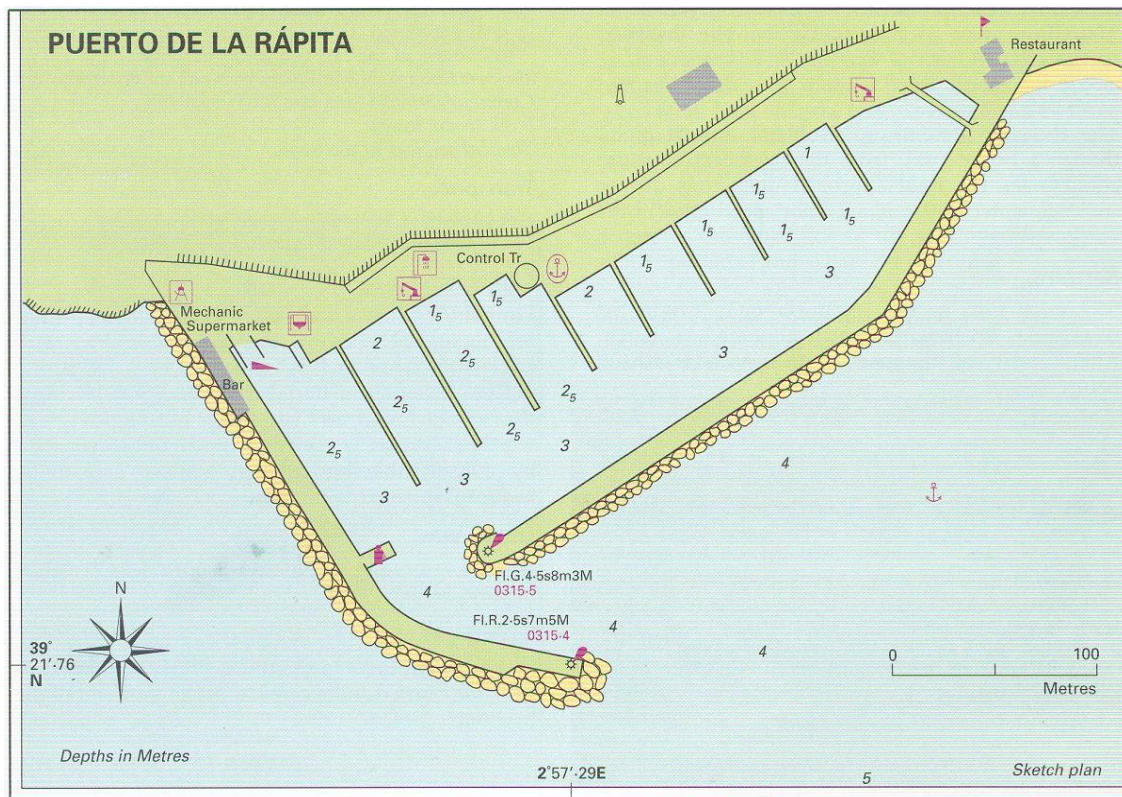 PUERTO DE LA RÁPITA
Restaurant
1
1₅
1₅
1₅
1₅
1₅
3
Control Tr
2
1₅
1₅
Mechanic
Supermarket
2
3
2₅
Bar
2₅
2₅
2₅
2₅
3
4
3
3
Fl.G.4·5s8m3M
0315·5
4
Fl.R.2·5s7m5M
0315·4
4
4
N
39°
21'·76
N
0 100
Metres
Depths in Metres
2°57'·29E
5
Sketch plan